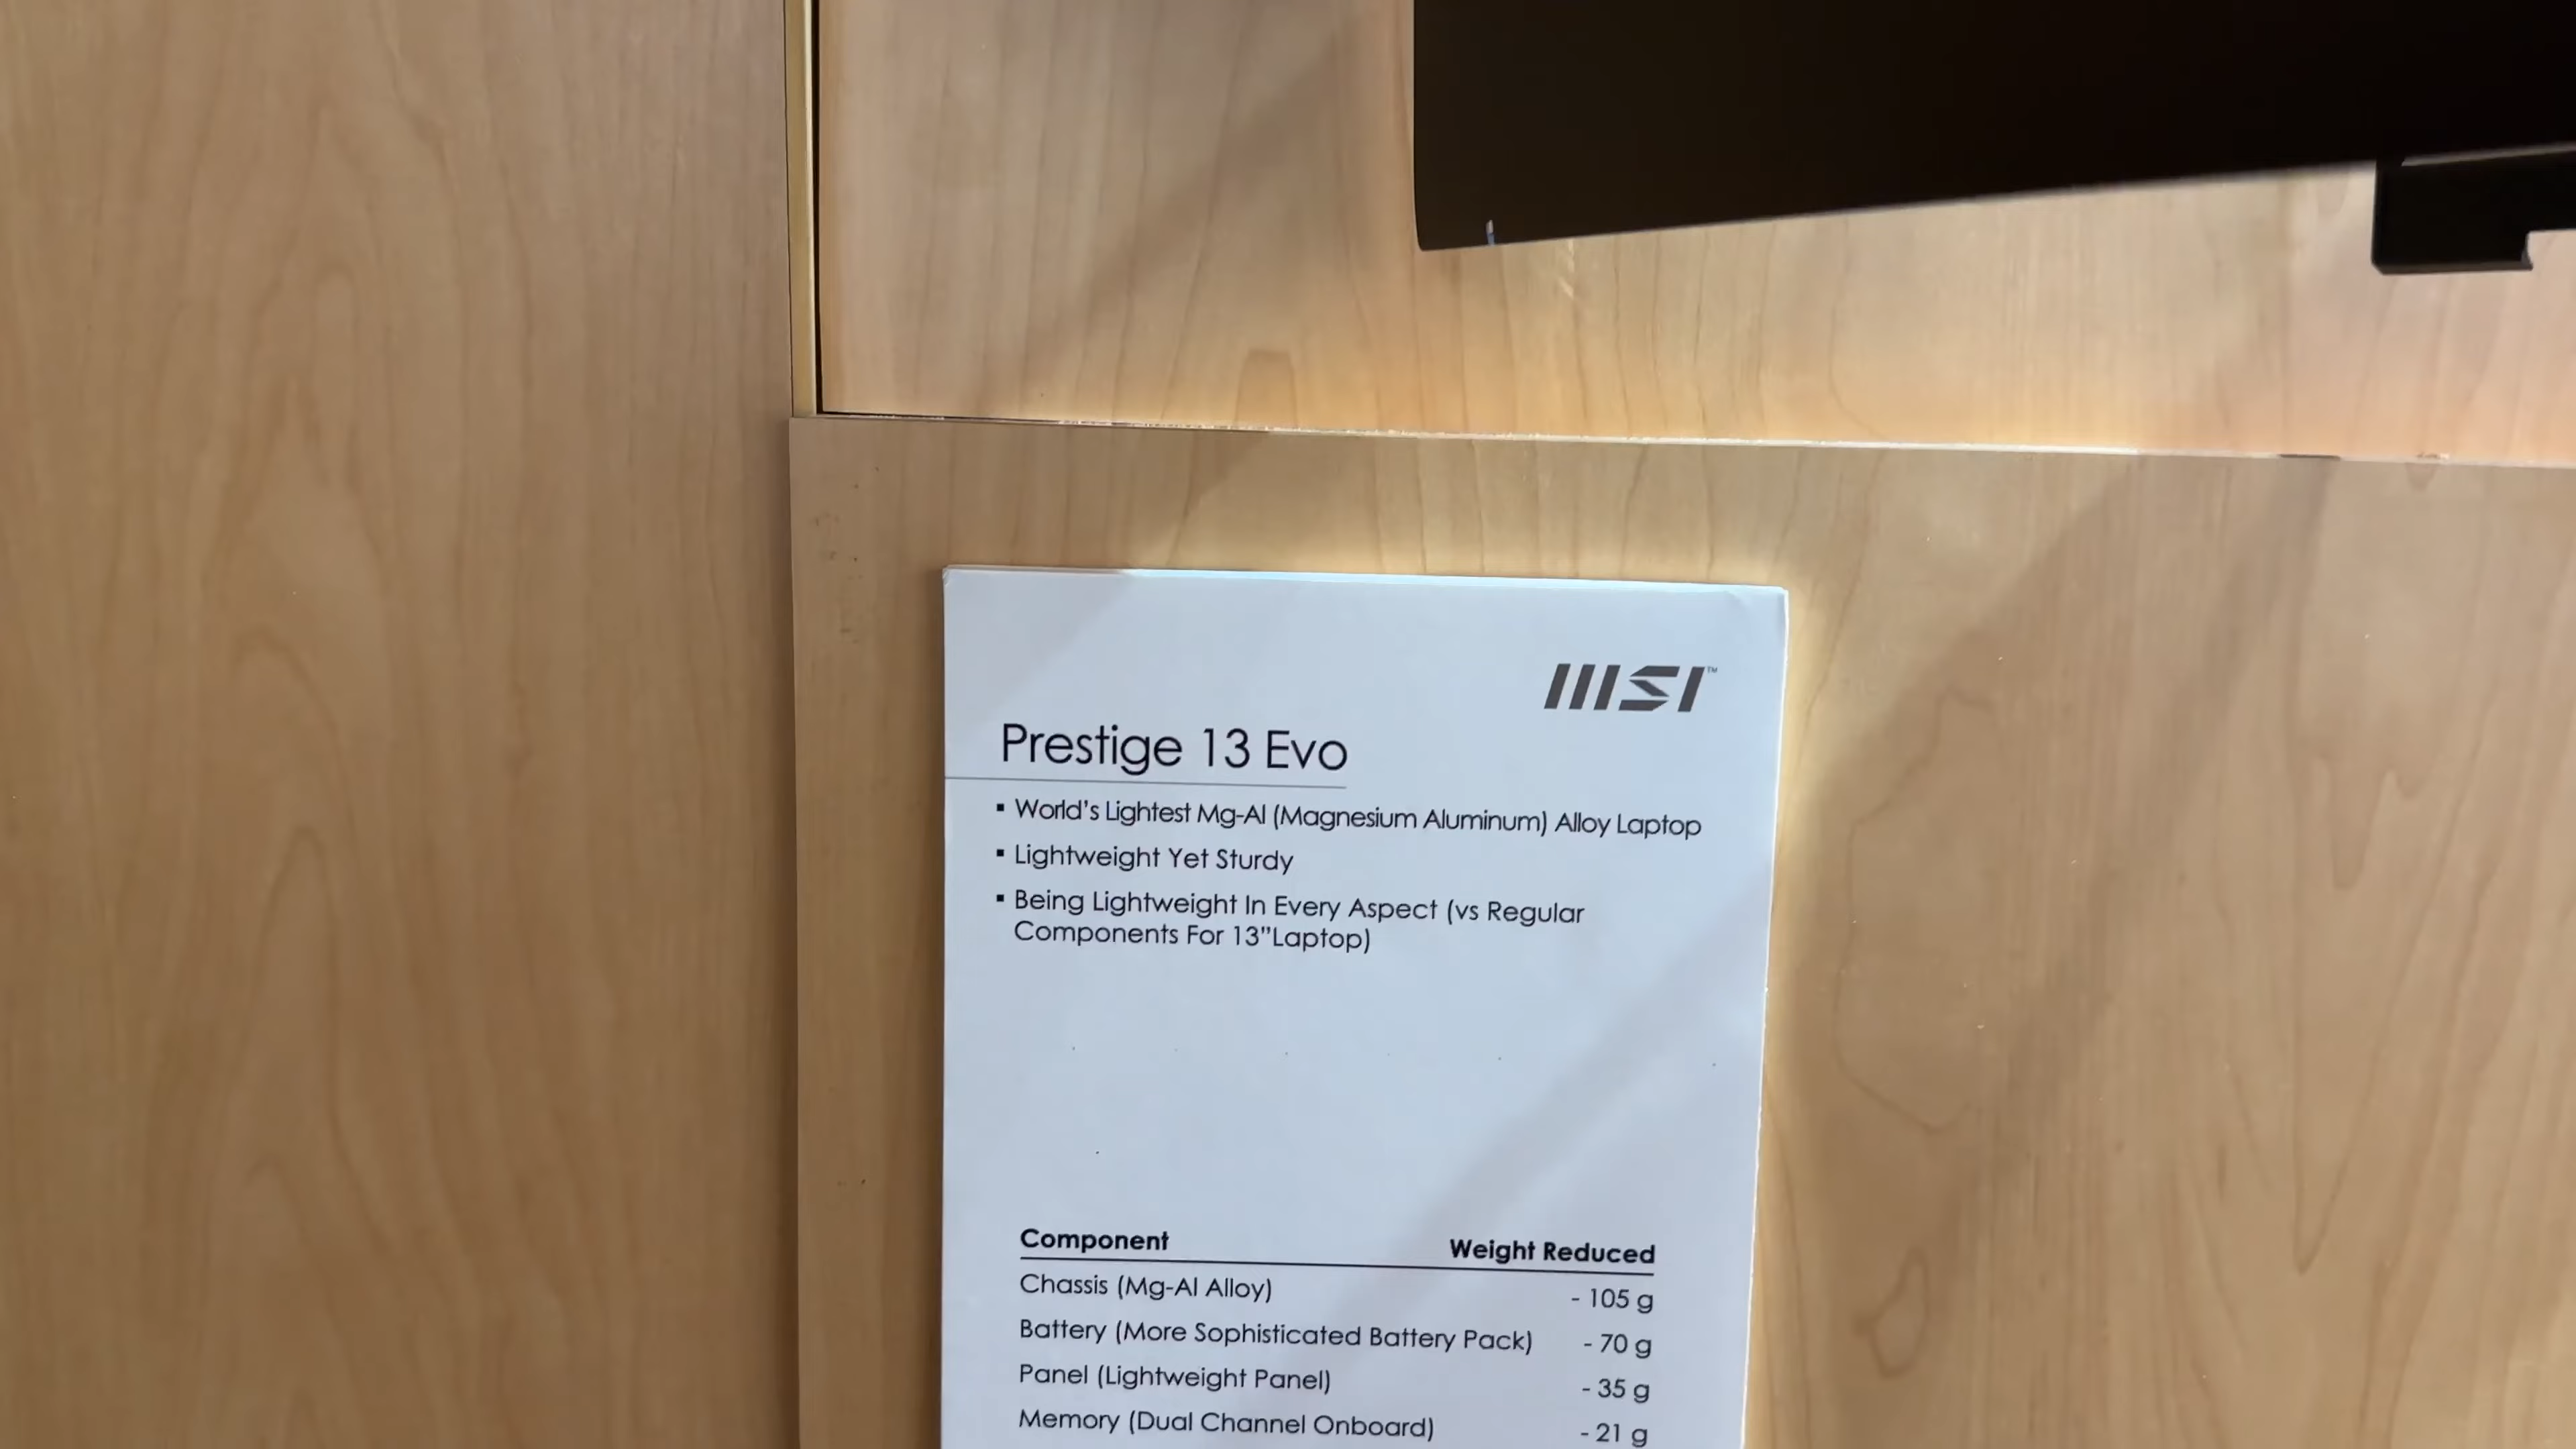 msi™
Prestige 13 Evo
▪ World's Lightest Mg-Al (Magnesium Aluminum) Alloy Laptop
▪ Lightweight Yet Sturdy
▪ Being Lightweight In Every Aspect (vs Regular
Components For 13"Laptop)
Component Weight Reduced
Chassis (Mg-Al Alloy) - 105 g
Battery (More Sophisticated Battery Pack) - 70 g
Panel (Lightweight Panel) - 35 g
Memory (Dual Channel Onboard) - 21 g